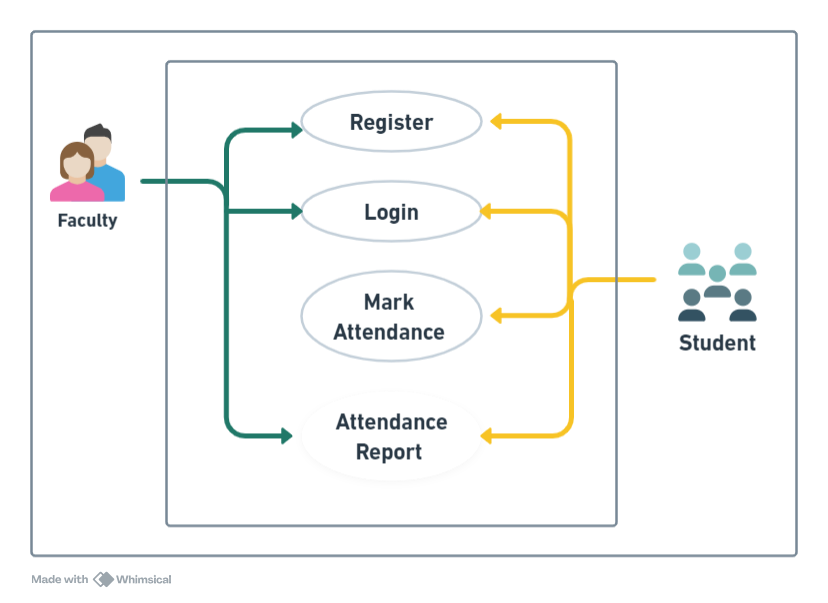 Register
Faculty
Login
Mark
Attendance
Student
Attendance
Report
Made with Whimsical